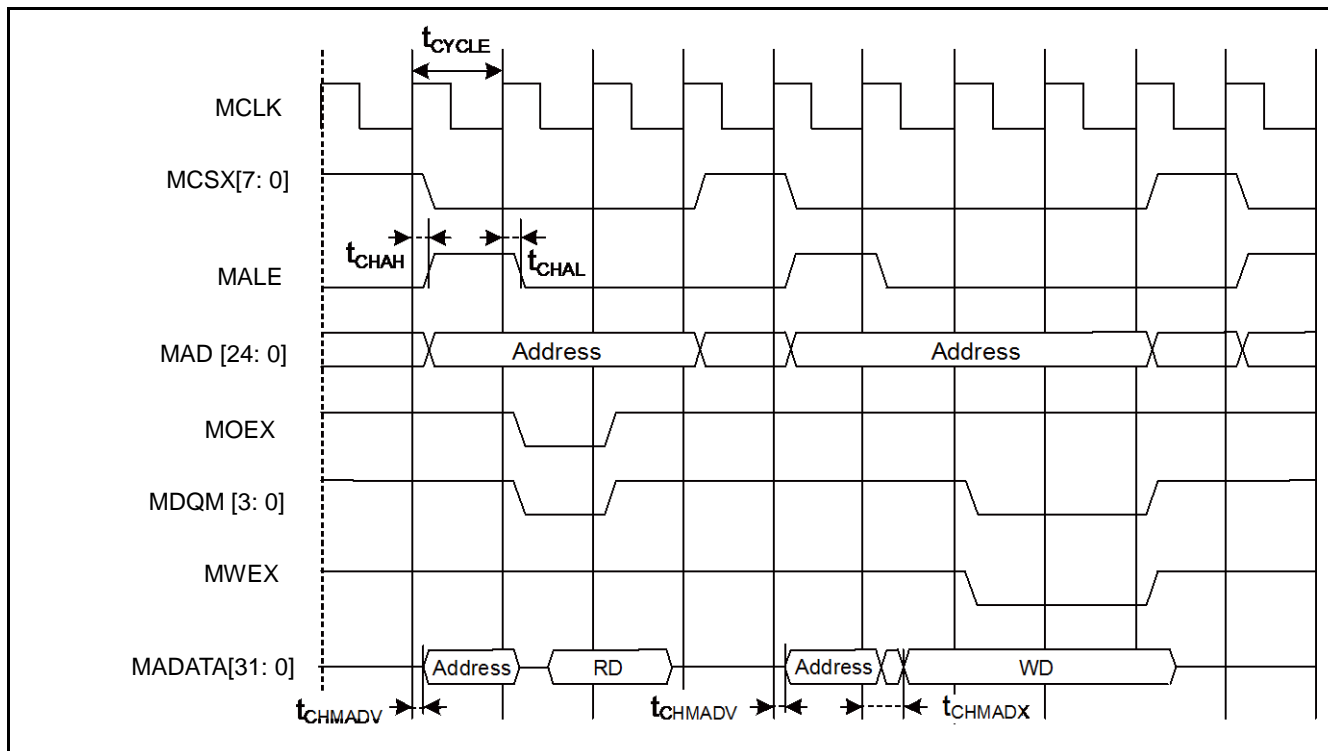 tCYCLE
MCLK
MCSX[7: 0]
tCHAH
tCHAL
MALE
MAD [24: 0]
Address
Address
MOEX
MDQM [3: 0]
MWEX
MADATA[31: 0]
Address
RD
Address
WD
tCHMADV
tCHMADV
tCHMADX